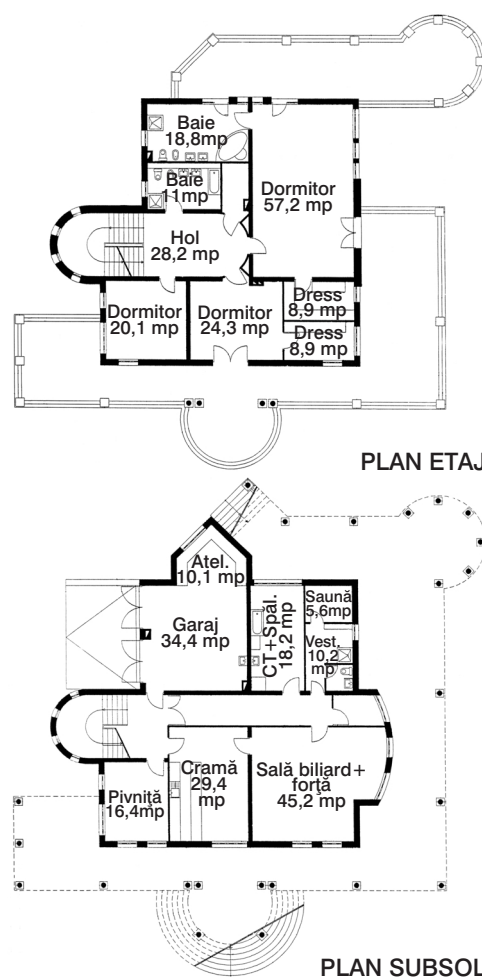 Baie
18,8mp
Baie
11mp
Dormitor
57,2 mp
Hol
28,2 mp
Dormitor
20,1 mp
Dormitor
24,3 mp
Dress
8,9 mp
Dress
8,9 mp
PLAN ETAJ
Atel.
10,1 mp
Garaj
34,4 mp
CT+Spăl.
18,2 mp
Saună
5,6mp
Vest.
10,2
mp
Pivniţă
16,4mp
Cramă
29,4
mp
Sală biliard+
forţă
45,2 mp
PLAN SUBSOL